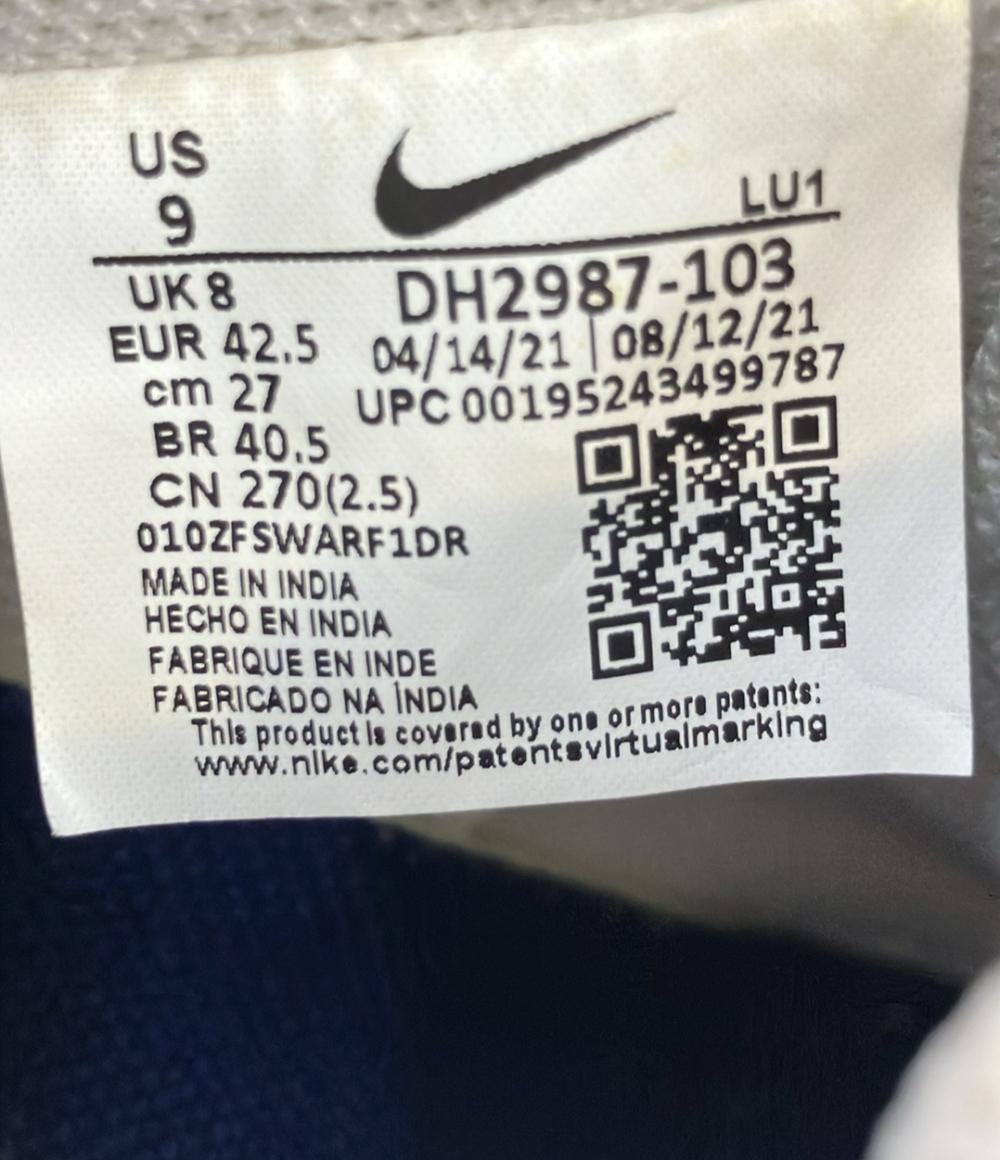 US
9
LU1
UK 8
DH2987-103
EUR 42.5
04/14/21 | 08/12/21
cm 27
UPC 00195243499787
BR 40.5
CN 270(2.5)
010ZFSWARF1DR
MADE IN INDIA
HECHO EN INDIA
FABRIQUE EN INDE
FABRICADO NA ÍNDIA
This product is covered by one or more patents:
www.nike.com/patentsvirtualmarking